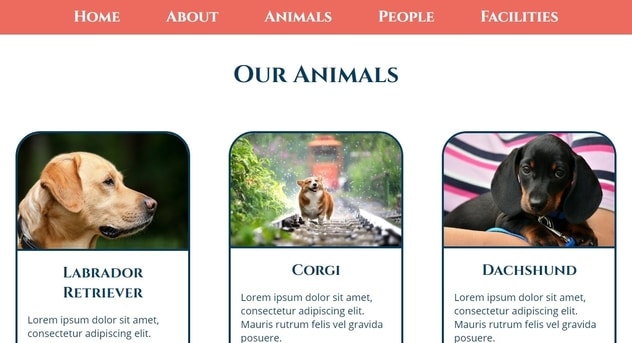 Home About Animals People Facilities
Our Animals
Labrador
Retriever
Lorem ipsum dolor sit amet,
consectetur adipiscing elit.
Corgi
Lorem ipsum dolor sit amet,
consectetur adipiscing elit.
Mauris rutrum felis vel gravida
posuere.
Dachshund
Lorem ipsum dolor sit amet,
consectetur adipiscing elit.
Mauris rutrum felis vel gravida
posuere.